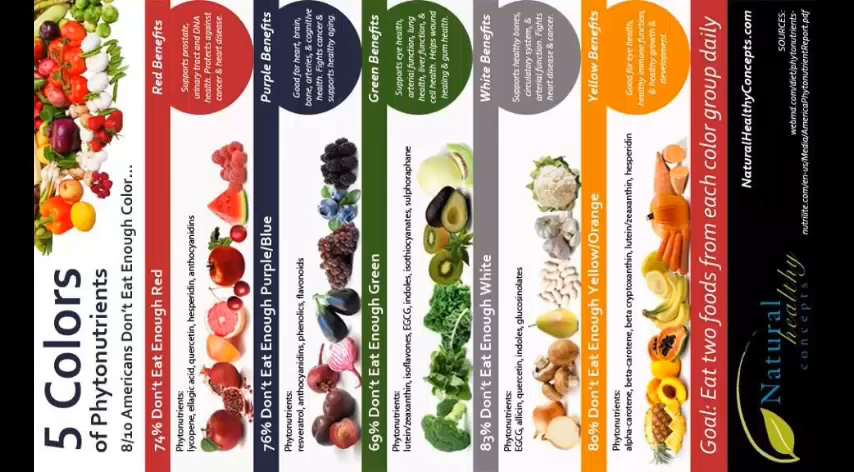 5 Colors
of Phytonutrients
8/10 Americans Don't Eat Enough Color...
74% Don't Eat Enough Red
Red Benefits
Phytonutrients:
lycopene, ellagic acid, quercetin, hesperidin, anthocyanidins
Supports prostate,
urinary tract and DNA
health. Protects against
cancer & heart disease.
76% Don't Eat Enough Purple/Blue
Purple Benefits
Phytonutrients:
resveratrol, anthocyanidins, phenolics, flavonoids
Good for heart, brain,
bone, arteries, & cognitive
health. Fights cancer &
supports healthy aging.
69% Don't Eat Enough Green
Green Benefits
Phytonutrients:
lutein/zeaxanthin, isoflavones, EGCG, indoles, isothiocyanates, sulphoraphane
Supports eye health,
arterial function, lung
health, liver function, &
cell health. Helps wound
healing & gum health.
83% Don't Eat Enough White
White Benefits
Phytonutrients:
EGCG, allicin, quercetin, indoles, glucosinolates
Supports healthy bones,
circulatory system, &
arterial function. Fights
heart disease & cancer.
80% Don't Eat Enough Yellow/Orange
Yellow Benefits
Phytonutrients:
alpha-carotene, beta-carotene, beta cryptoxanthin, lutein/zeaxanthin, hesperidin
Good for eye health,
healthy immune function,
& healthy growth &
development.
Goal: Eat two foods from each color group daily
Natural
healthy
concepts
NaturalHealthyConcepts.com
SOURCES:
webmd.com/diet/phytonutrients-
nutrilite.com/en-us/Media/AmericaPhytonutrientReport.pdf